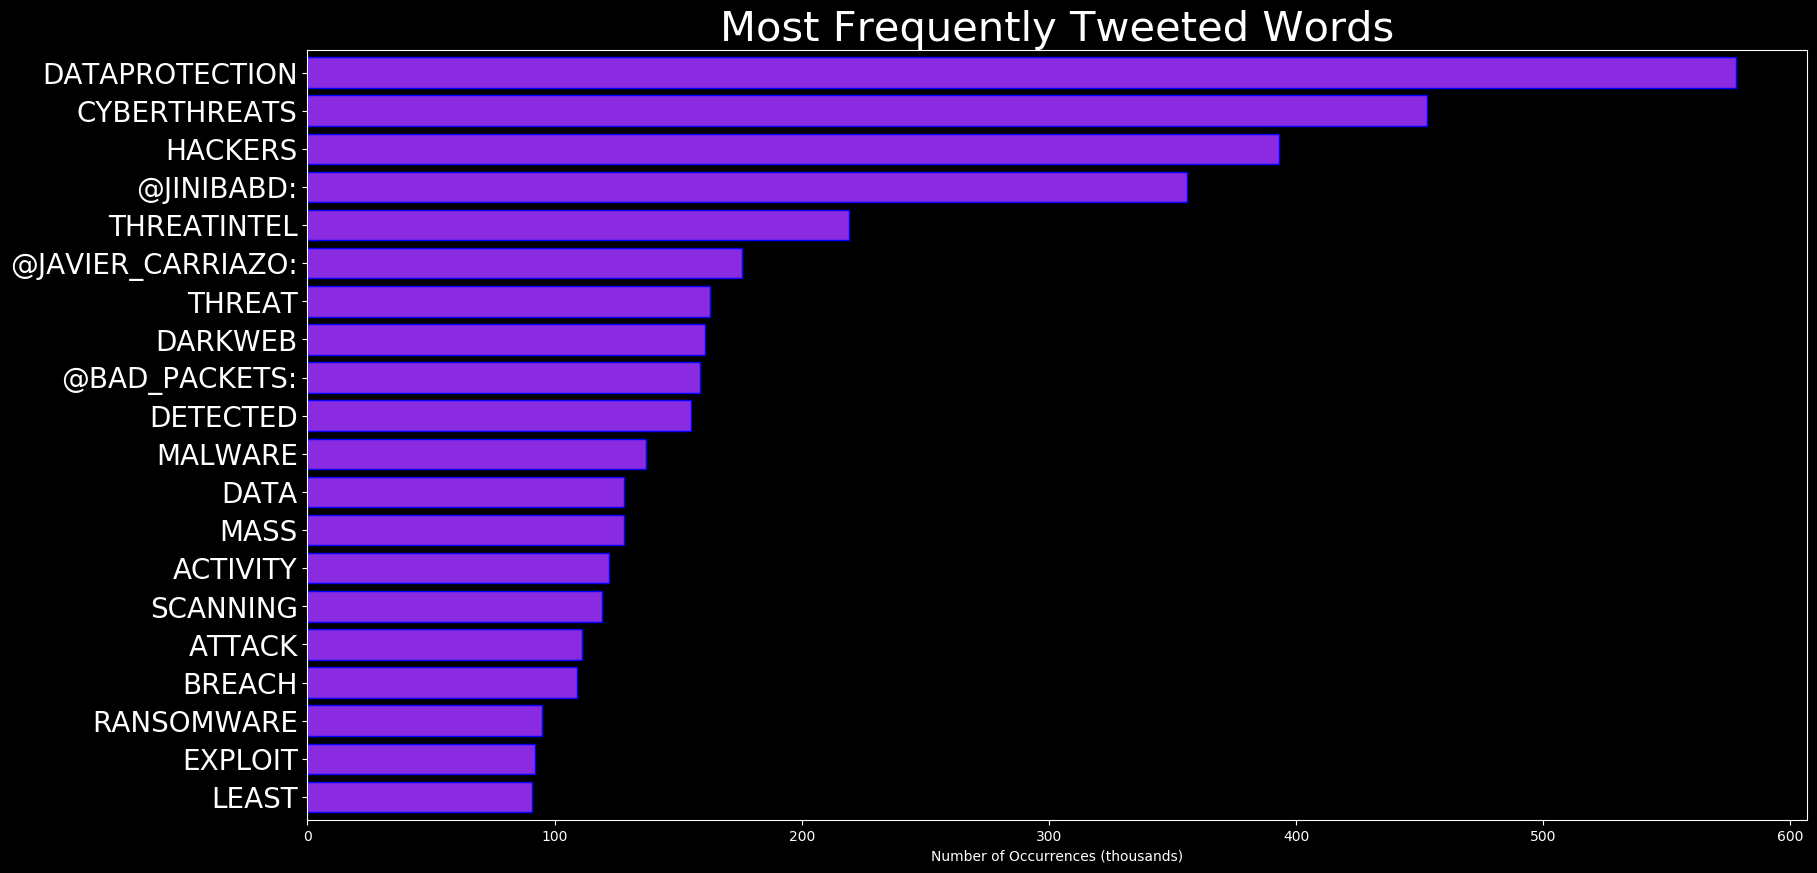 Most Frequently Tweeted Words
DATAPROTECTION
CYBERTHREATS
HACKERS
@JINIBABD:
THREATINTEL
@JAVIER_CARRIAZO:
THREAT
DARKWEB
@BAD_PACKETS:
DETECTED
MALWARE
DATA
MASS
ACTIVITY
SCANNING
ATTACK
BREACH
RANSOMWARE
EXPLOIT
LEAST
0 100 200 300 400 500 600
Number of Occurrences (thousands)